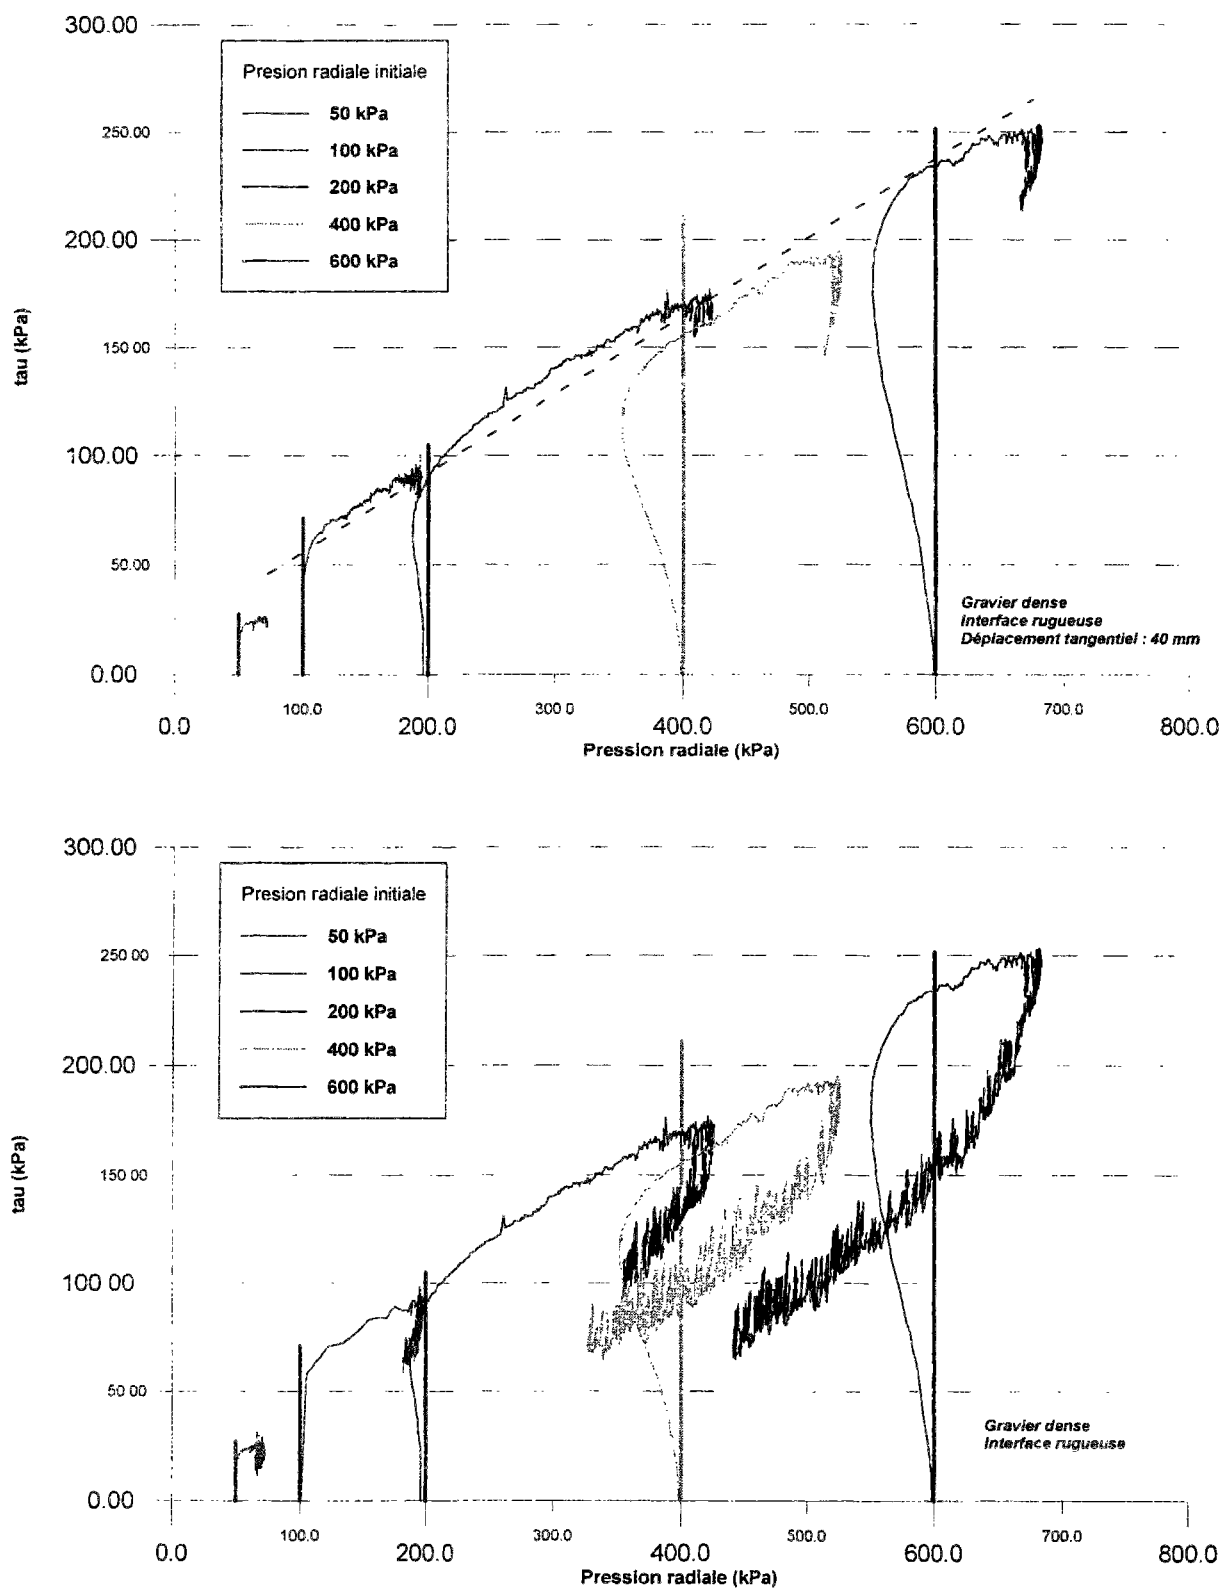 300.00
Presion radiale initiale
50 kPa
100 kPa
200 kPa
400 kPa
600 kPa
250.00
200.00
150 00
100.00
50.00
0.00
tau (kPa)
Gravier dense
Interface rugueuse
Déplacement tangentiel : 40 mm
0.0 100.0 200.0 300.0 400.0 500.0 600.0 700.0 800.0
Pression radiale (kPa)
300.00
Presion radiale initiale
50 kPa
100 kPa
200 kPa
400 kPa
600 kPa
250 00
200.00
150 00
100 00
50 00
0.00
tau (kPa)
Gravier dense
Interface rugueuse
0.0 100.0 200.0 300.0 400.0 500.0 600.0 700.0 800.0
Pression radiale (kPa)